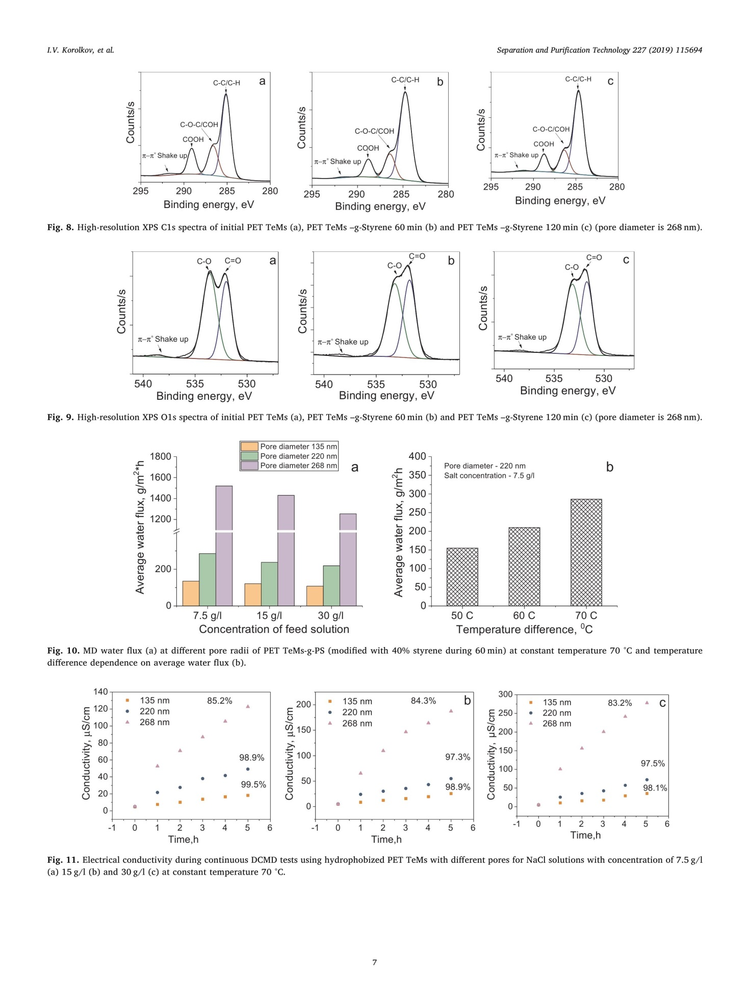 I.V. Korolkov, et al.
Separation and Purification Technology 227 (2019) 115694
C-C/C-H
a
C-O-C/COH
COOH
π–π* Shake up
Counts/s
295 290 285 280
Binding energy, eV
C-C/C-H
b
C-O-C/COH
COOH
π–π* Shake up
Counts/s
295 290 285 280
Binding energy, eV
C-C/C-H
c
C-O-C/COH
COOH
π–π* Shake up
Counts/s
295 290 285 280
Binding energy, eV
Fig. 8. High-resolution XPS C1s spectra of initial PET TeMs (a), PET TeMs –g-Styrene 60 min (b) and PET TeMs –g-Styrene 120 min (c) (pore diameter is 268 nm).
C-O C=O a
π–π* Shake up
Counts/s
540 535 530
Binding energy, eV
C=O
C-O
b
π–π* Shake up
Counts/s
540 535 530
Binding energy, eV
C=O
C-O
c
π–π* Shake up
Counts/s
540 535 530
Binding energy, eV
Fig. 9. High-resolution XPS O1s spectra of initial PET TeMs (a), PET TeMs –g-Styrene 60 min (b) and PET TeMs –g-Styrene 120 min (c) (pore diameter is 268 nm).
Pore diameter 135 nm
Pore diameter 220 nm
Pore diameter 268 nm
a
Average water flux, g/m²*h
1800
1600
1400
1200
200
0
7.5 g/l 15 g/l 30 g/l
Concentration of feed solution
Pore diameter - 220 nm
Salt concentration - 7.5 g/l
b
Average water flux, g/m²h
400
350
300
250
200
150
100
50
0
50 C 60 C 70 C
Temperature difference, ⁰C
Fig. 10. MD water flux (a) at different pore radii of PET TeMs-g-PS (modified with 40% styrene during 60 min) at constant temperature 70 °C and temperature
difference dependence on average water flux (b).
135 nm
220 nm
268 nm
85.2%
98.9%
99.5%
Conductivity, µS/cm
140
120
100
80
60
40
20
0
-1 0 1 2 3 4 5 6
Time,h
135 nm
220 nm
268 nm
84.3%
b
97.3%
98.9%
Conductivity, µS/cm
200
150
100
50
0
-1 0 1 2 3 4 5 6
Time,h
135 nm
220 nm
268 nm
83.2%
c
97.5%
98.1%
Conductivity, µS/cm
300
250
200
150
100
50
0
-1 0 1 2 3 4 5 6
Time,h
Fig. 11. Electrical conductivity during continuous DCMD tests using hydrophobized PET TeMs with different pores for NaCl solutions with concentration of 7.5 g/l
(a) 15 g/l (b) and 30 g/l (c) at constant temperature 70 °C.
7